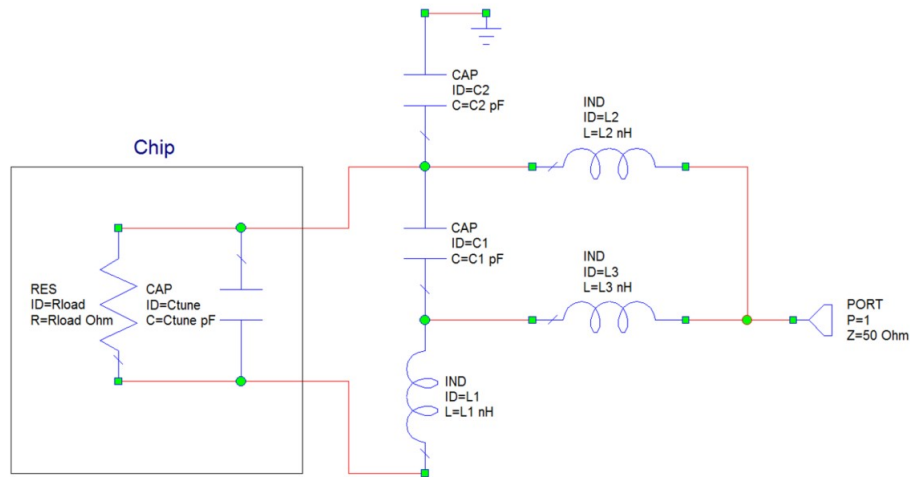 CAP
ID=C2
C=C2 pF
IND
ID=L2
L=L2 nH
Chip
CAP
ID=C1
C=C1 pF
IND
ID=L3
L=L3 nH
RES
ID=Rload
R=Rload Ohm
CAP
ID=Ctune
C=Ctune pF
PORT
P=1
Z=50 Ohm
IND
ID=L1
L=L1 nH